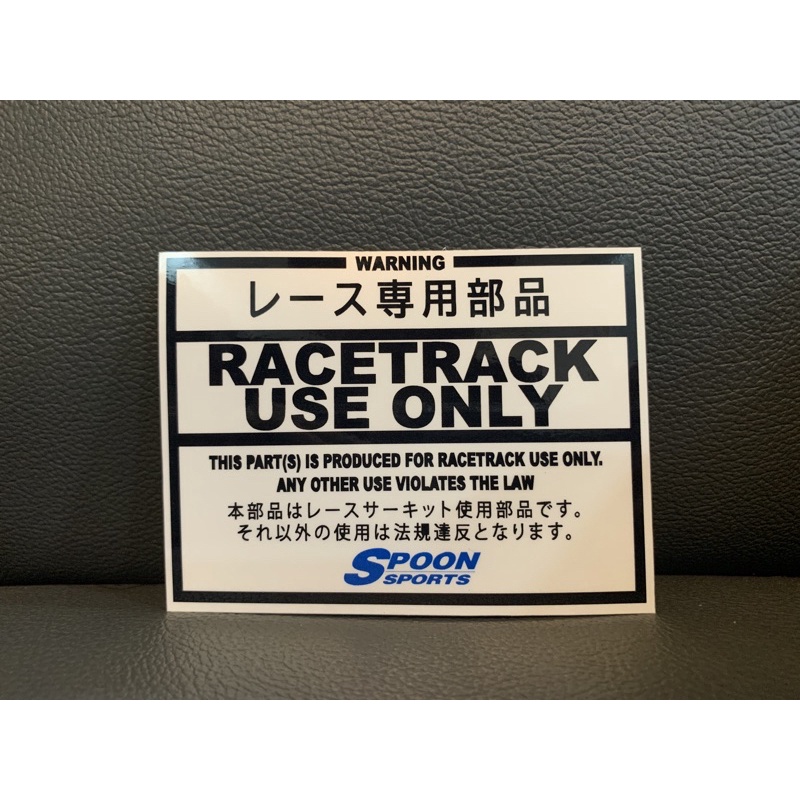 WARNING
レース専用部品
RACETRACK
USE ONLY
THIS PART(S) IS PRODUCED FOR RACETRACK USE ONLY.
ANY OTHER USE VIOLATES THE LAW
本部品はレースサーキット使用部品です。
それ以外の使用は法規違反となります。
SPOON
SPORTS